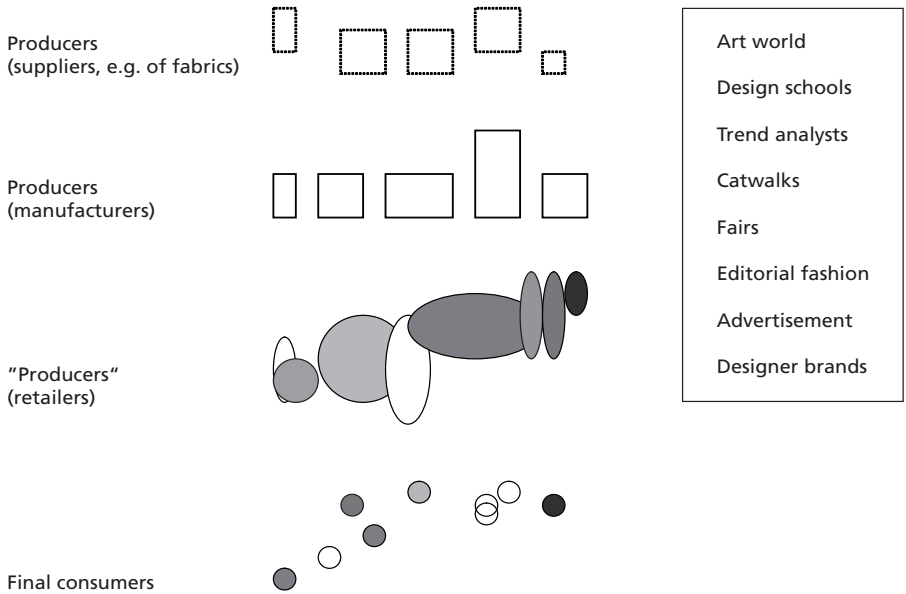 Producers
(suppliers, e.g. of fabrics)
Producers
(manufacturers)
”Producers“
(retailers)
Final consumers
Art world
Design schools
Trend analysts
Catwalks
Fairs
Editorial fashion
Advertisement
Designer brands